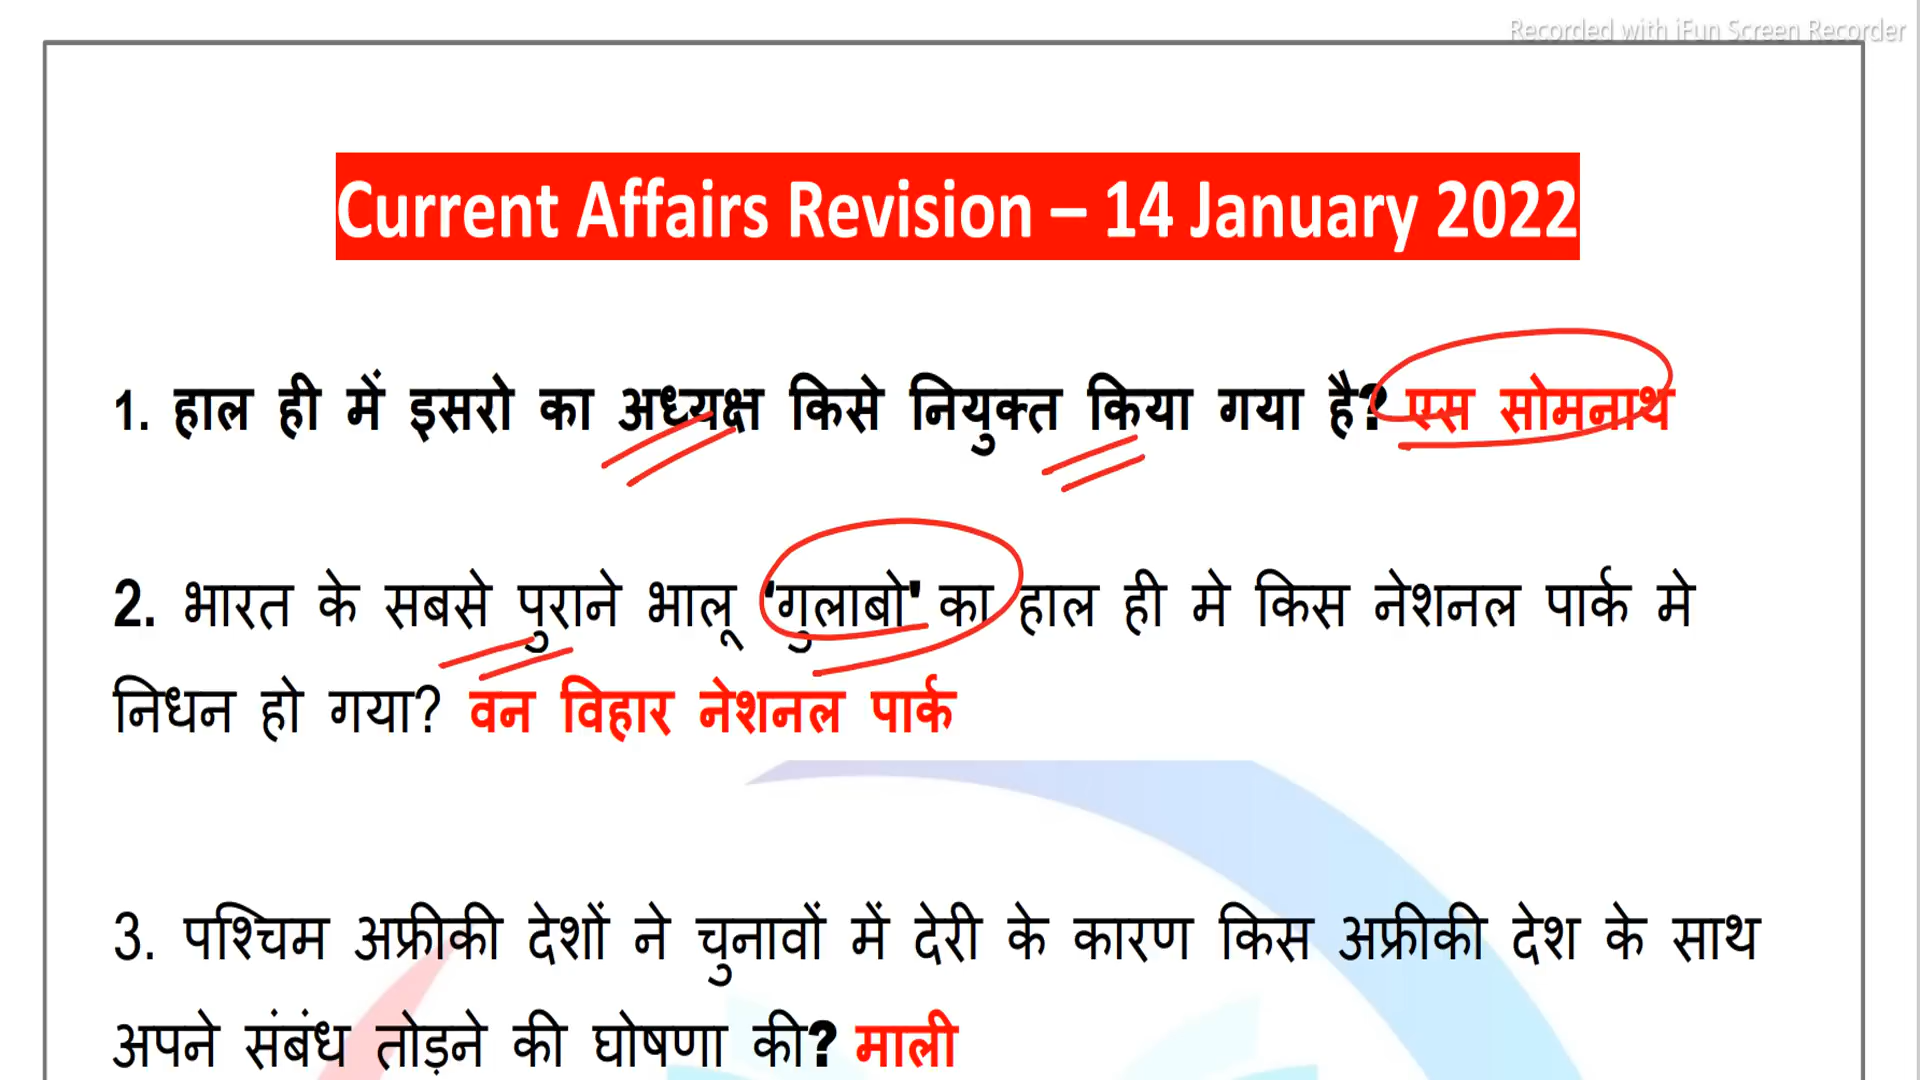 Recorded with iFun Screen Recorder
Current Affairs Revision – 14 January 2022
1. हाल ही में इसरो का अध्यक्ष किसे नियुक्त किया गया है? एस सोमनाथ
2. भारत के सबसे पुराने भालू 'गुलाबो' का हाल ही मे किस नेशनल पार्क मे
निधन हो गया? वन विहार नेशनल पार्क
3. पश्चिम अफ्रीकी देशों ने चुनावों में देरी के कारण किस अफ्रीकी देश के साथ
अपने संबंध तोड़ने की घोषणा की? माली